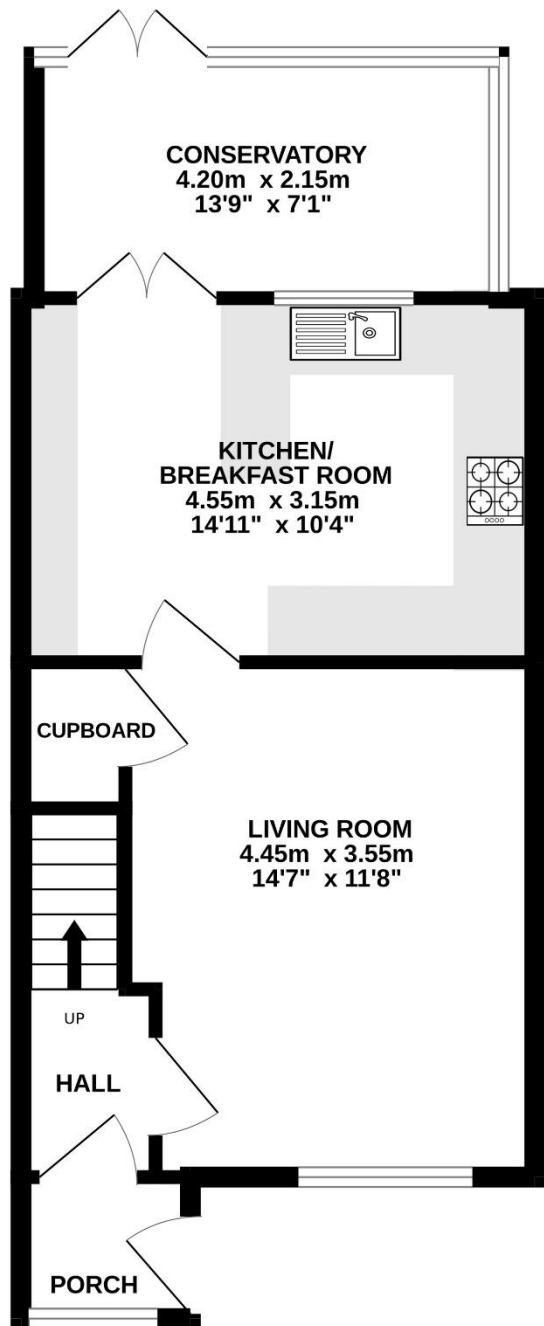 CONSERVATORY
4.20m x 2.15m
13'9" x 7'1"
KITCHEN/
BREAKFAST ROOM
4.55m x 3.15m
14'11" x 10'4"
CUPBOARD
LIVING ROOM
4.45m x 3.55m
14'7" x 11'8"
UP
HALL
PORCH